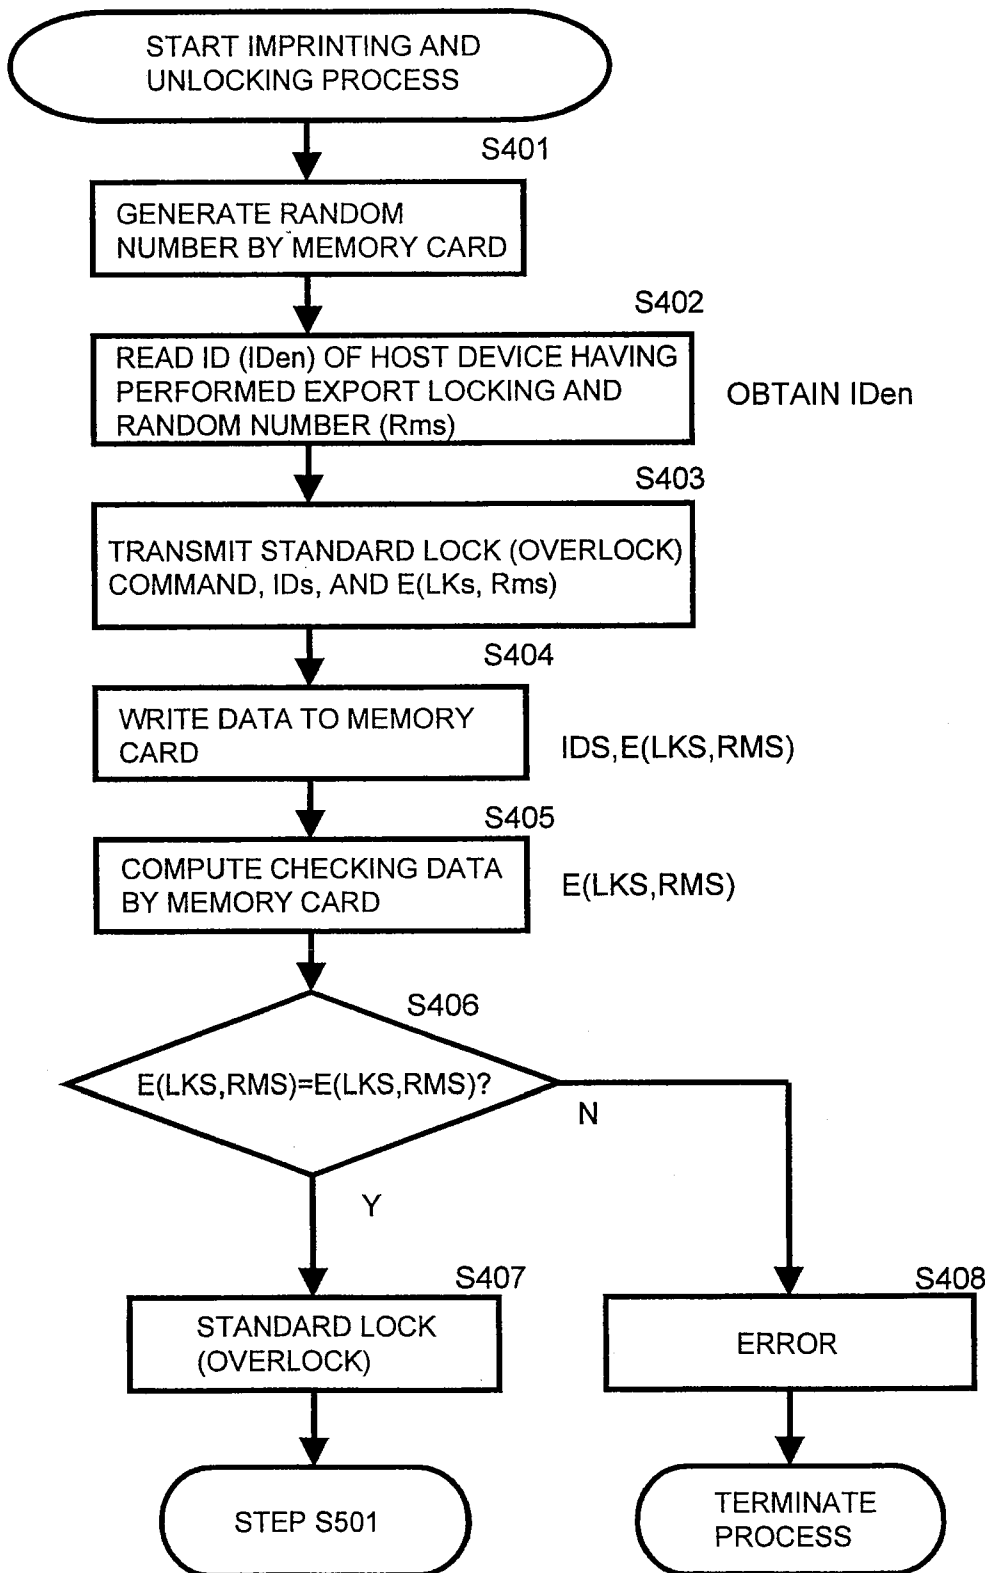 START IMPRINTING AND
UNLOCKING PROCESS
S401
GENERATE RANDOM
NUMBER BY MEMORY CARD
S402
READ ID (IDen) OF HOST DEVICE HAVING
PERFORMED EXPORT LOCKING AND
RANDOM NUMBER (Rms)
OBTAIN IDen
S403
TRANSMIT STANDARD LOCK (OVERLOCK)
COMMAND, IDs, AND E(LKs, Rms)
S404
WRITE DATA TO MEMORY
CARD
IDS,E(LKS,RMS)
S405
COMPUTE CHECKING DATA
BY MEMORY CARD
E(LKS,RMS)
S406
E(LKS,RMS)=E(LKS,RMS)?
N
Y
S407
STANDARD LOCK
(OVERLOCK)
S408
ERROR
STEP S501
TERMINATE
PROCESS